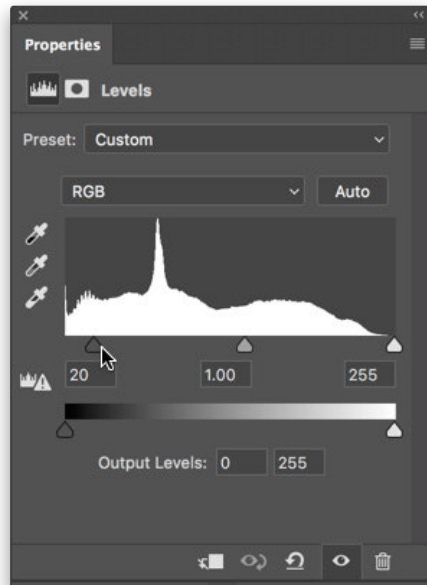 Properties
Levels
Preset: Custom
RGB Auto
20 1.00 255
Output Levels: 0 255